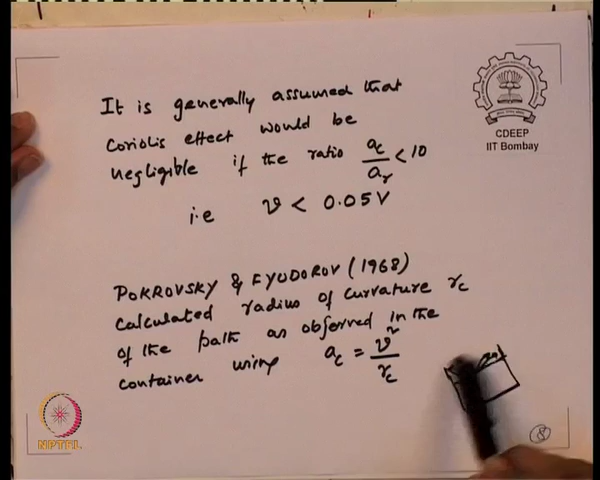 It is generally assumed that
Coriolis effect would be
negligible if the ratio a_c/a_r < 10
i.e v < 0.05V
POKROVSKY & FYODOROV (1968)
Calculated radius of curvature r_c
of the path as observed in the
container using a_c = v²/r_c
CDEEP
IIT Bombay
NPTEL
8